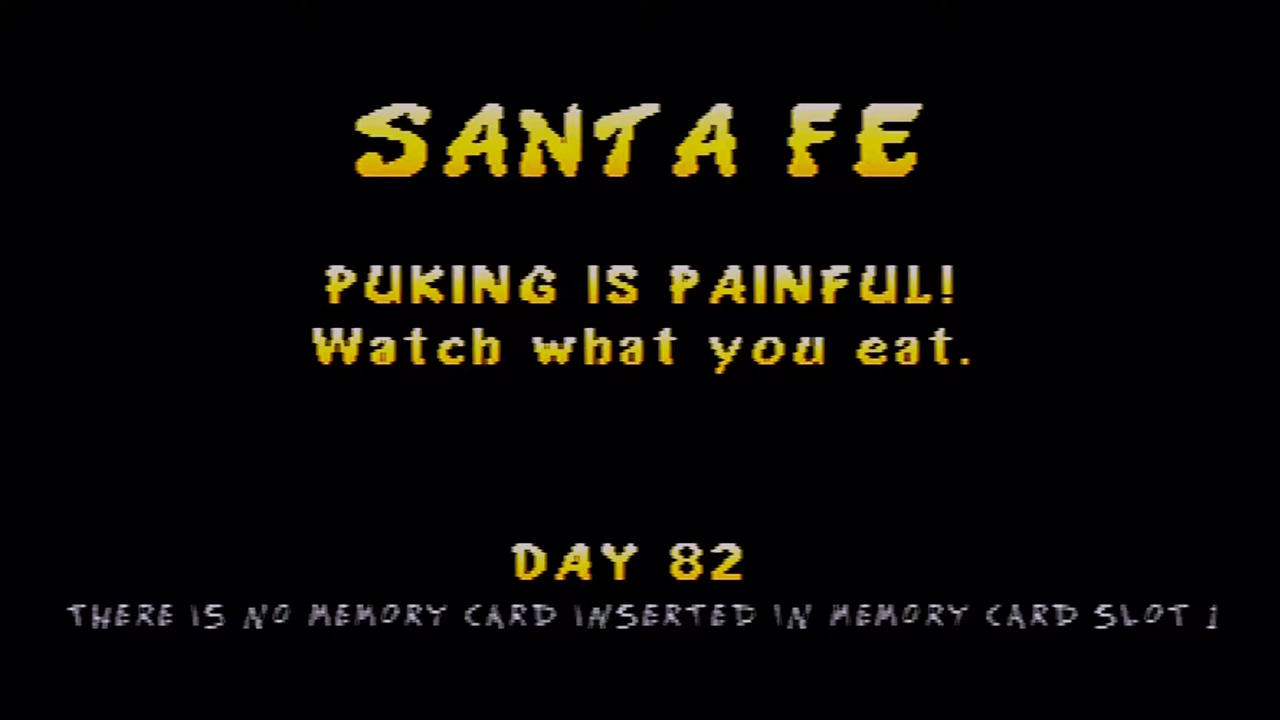 SANTA FE
PUKING IS PAINFUL!
Watch what you eat.
DAY 82
THERE IS NO MEMORY CARD INSERTED IN MEMORY CARD SLOT 1